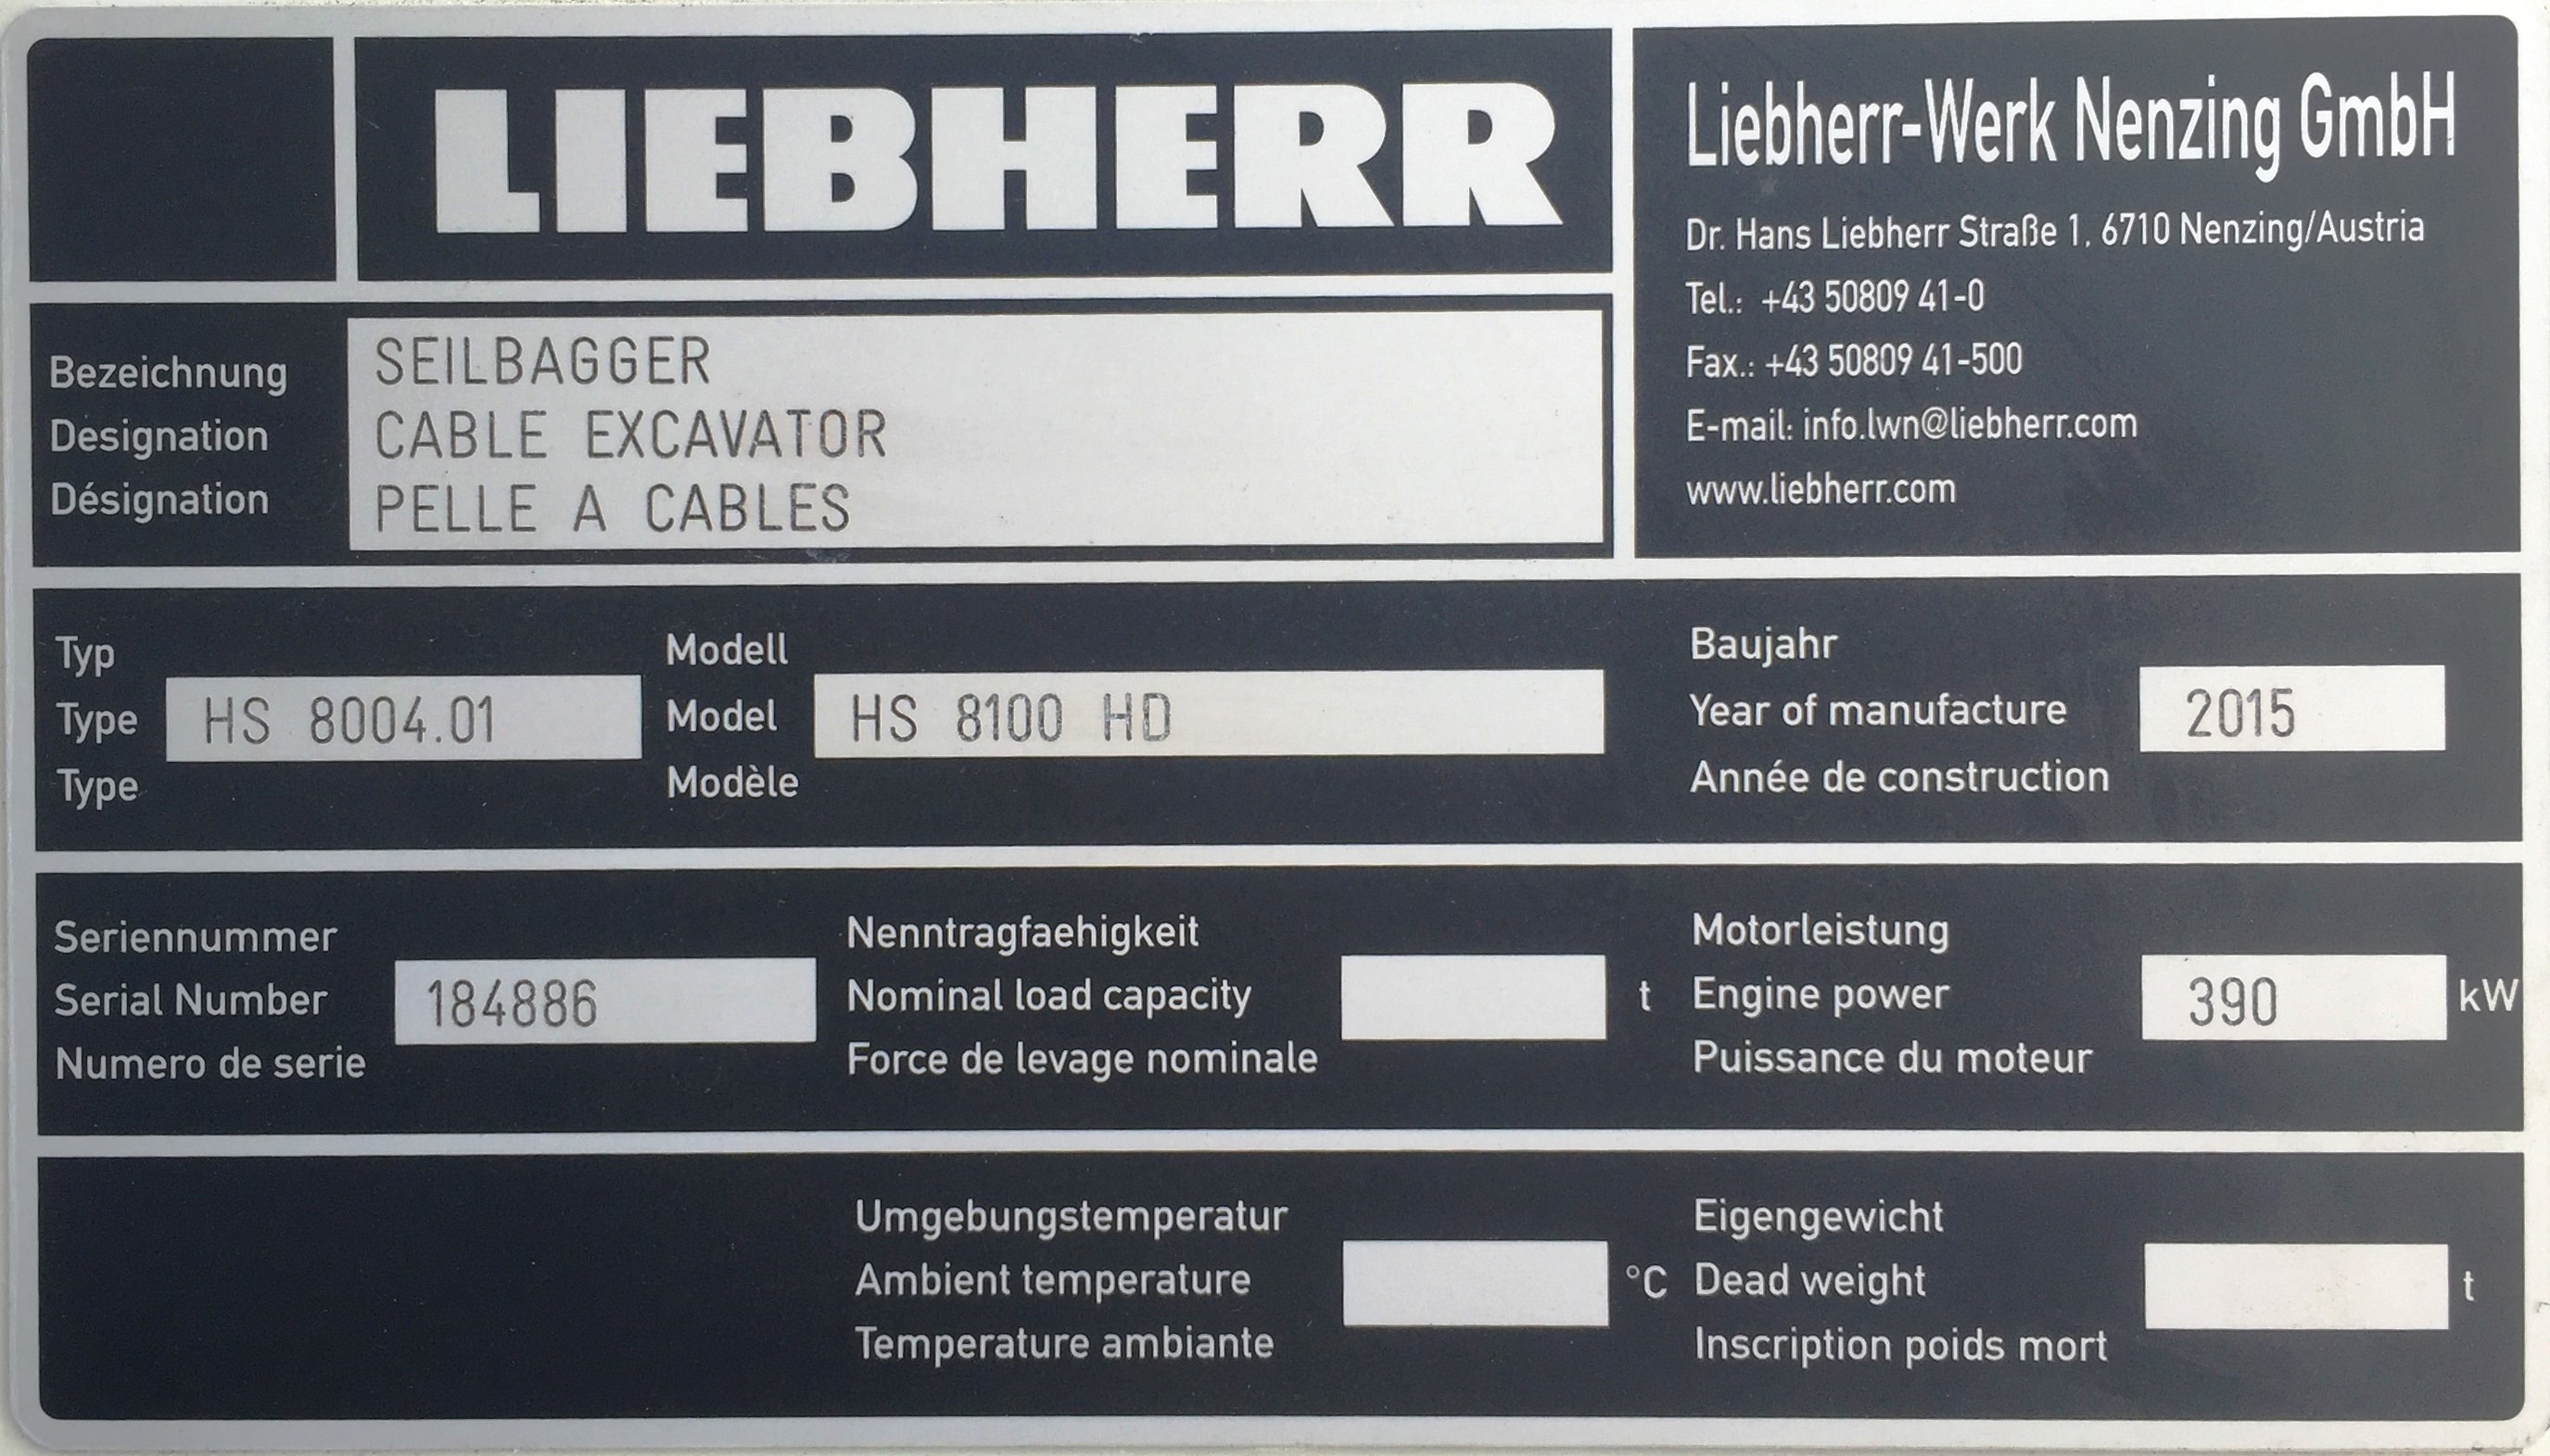 LIEBHERR
Liebherr-Werk Nenzing GmbH
Dr. Hans Liebherr Straße 1, 6710 Nenzing/Austria
Tel.: +43 50809 41-0
Fax.: +43 50809 41-500
E-mail: info.lwn@liebherr.com
www.liebherr.com
Bezeichnung SEILBAGGER
Designation CABLE EXCAVATOR
Désignation PELLE A CABLES
Typ
Type HS 8004.01
Type
Modell
Model HS 8100 HD
Modèle
Baujahr
Year of manufacture 2015
Année de construction
Seriennummer
Serial Number 184886
Numero de serie
Nenntragfaehigkeit
Nominal load capacity t
Force de levage nominale
Motorleistung
Engine power 390 kW
Puissance du moteur
Umgebungstemperatur
Ambient temperature °C
Temperature ambiante
Eigengewicht
Dead weight t
Inscription poids mort